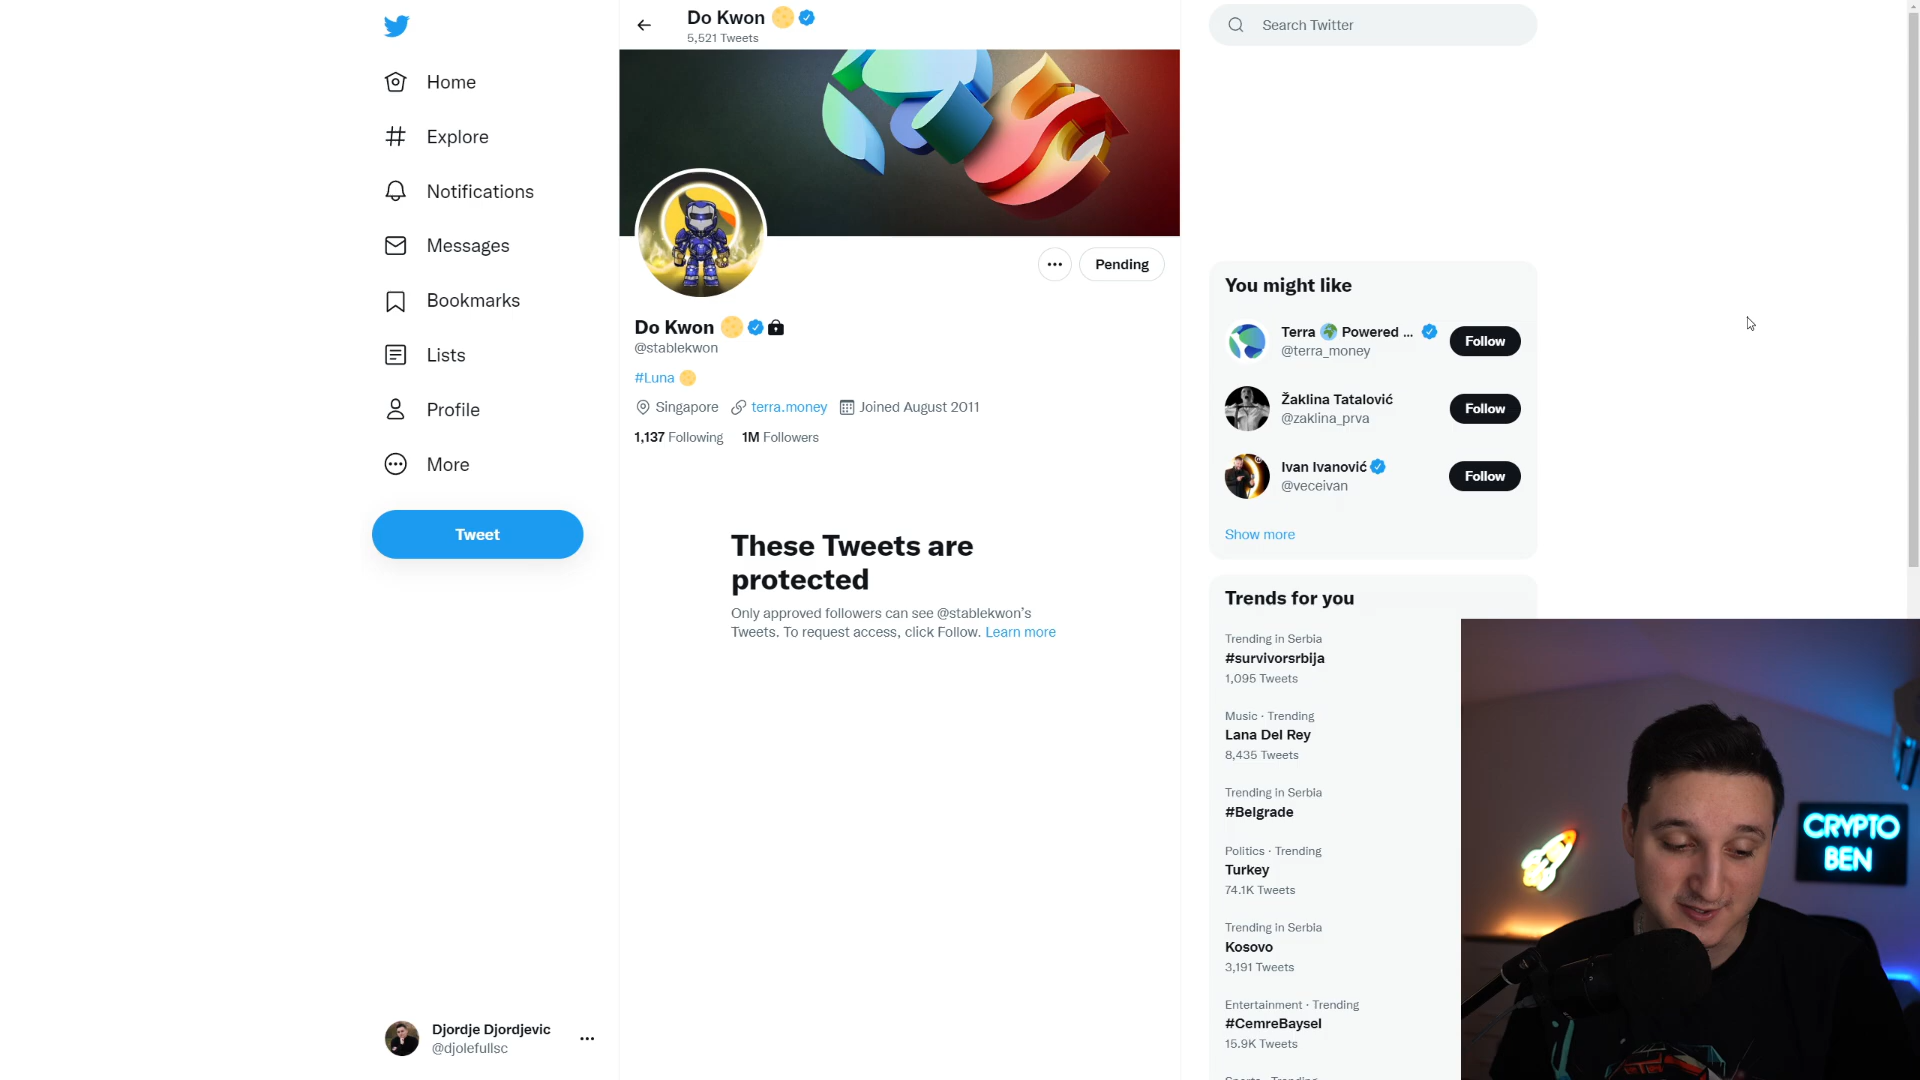 Do Kwon
5,521 Tweets
Search Twitter
Home
Explore
Notifications
Messages
Bookmarks
Lists
Profile
More
Tweet
Djordje Djordjevic
@djolefullsc
Pending
Do Kwon
@stablekwon
#Luna
Singapore terra.money Joined August 2011
1,137 Following 1M Followers
These Tweets are
protected
Only approved followers can see @stablekwon's
Tweets. To request access, click Follow. Learn more
You might like
Terra Powered ...
@terra_money
Follow
Žaklina Tatalović
@zaklina_prva
Follow
Ivan Ivanović
@veceivan
Follow
Show more
Trends for you
Trending in Serbia
#survivorsrbija
1,095 Tweets
Music · Trending
Lana Del Rey
8,435 Tweets
Trending in Serbia
#Belgrade
Politics · Trending
Turkey
74.1K Tweets
Trending in Serbia
Kosovo
3,191 Tweets
Entertainment · Trending
#CemreBaysel
15.9K Tweets
CRYPTO
BEN